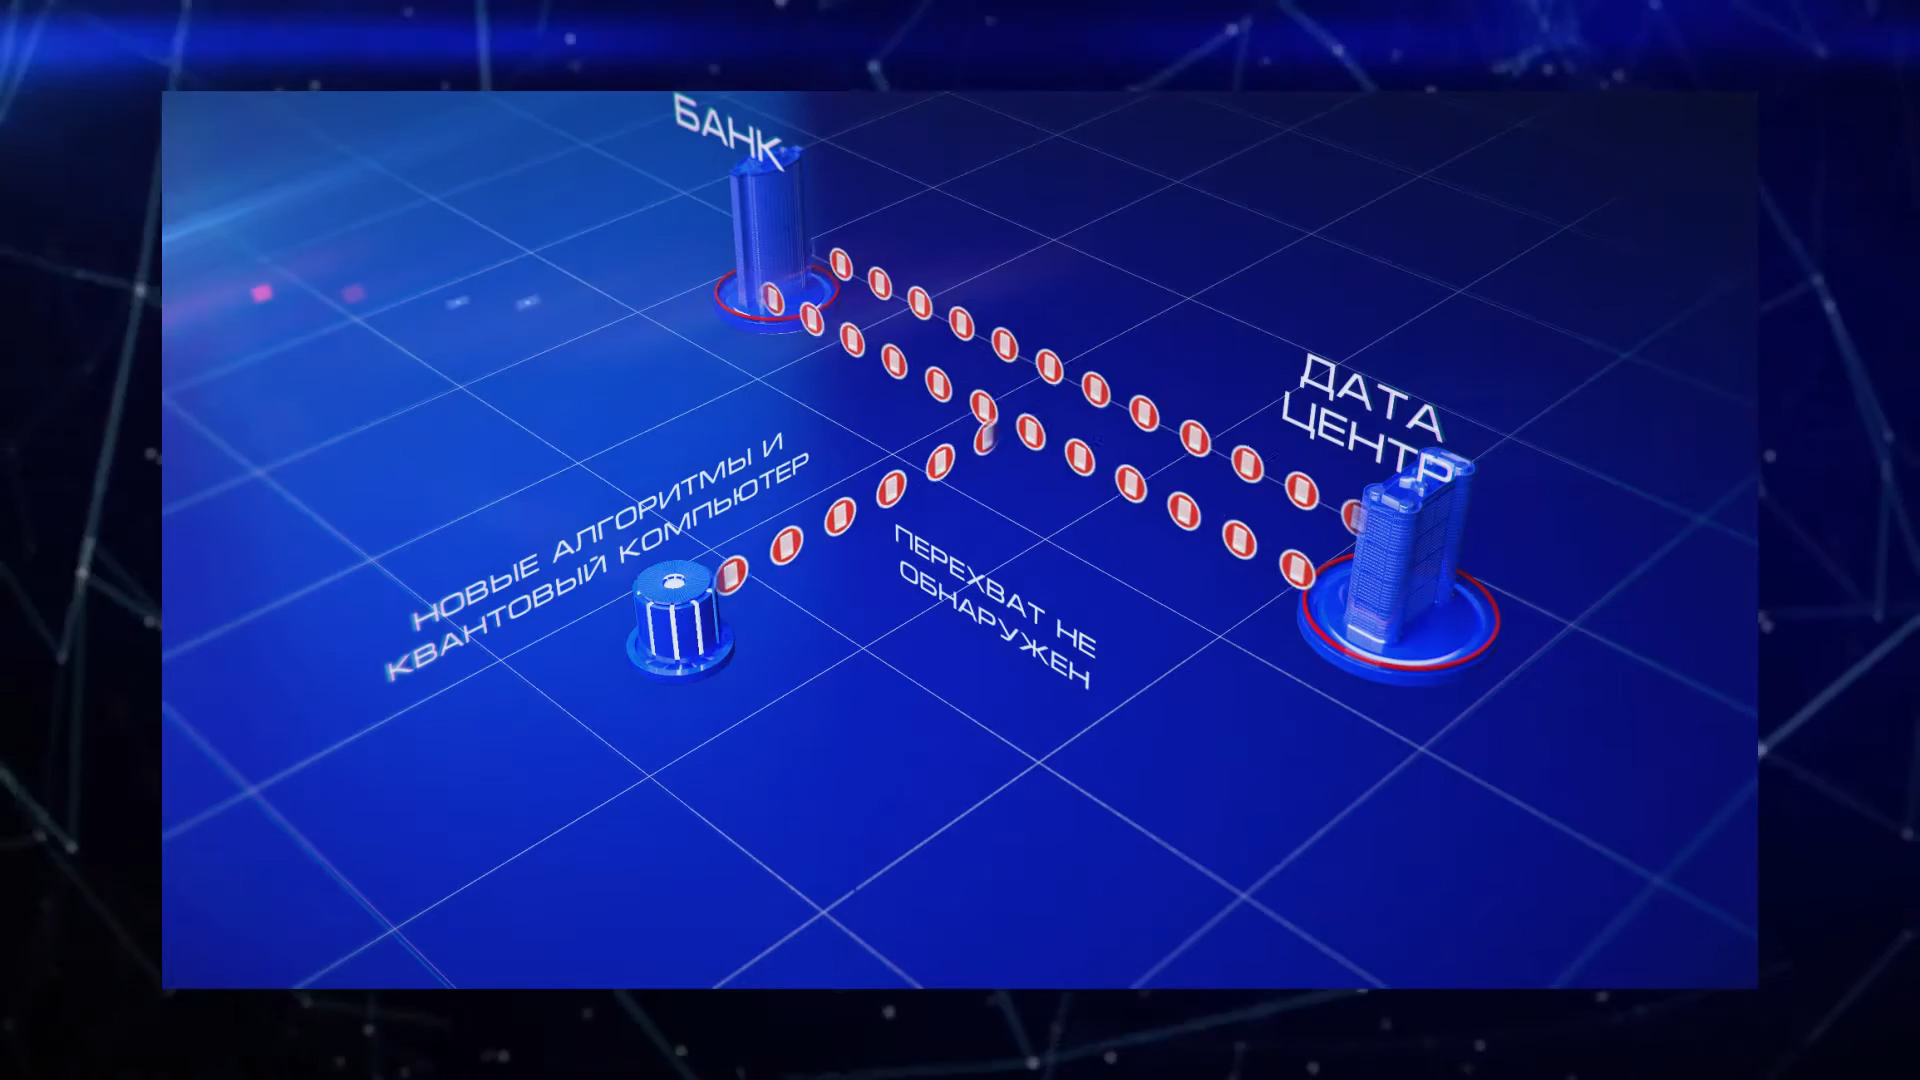 БАНК
ДАТА
ЦЕНТР
НОВЫЕ АЛГОРИТМЫ И
КВАНТОВЫЙ КОМПЬЮТЕР
ПЕРЕХВАТ НЕ
ОБНАРУЖЕН